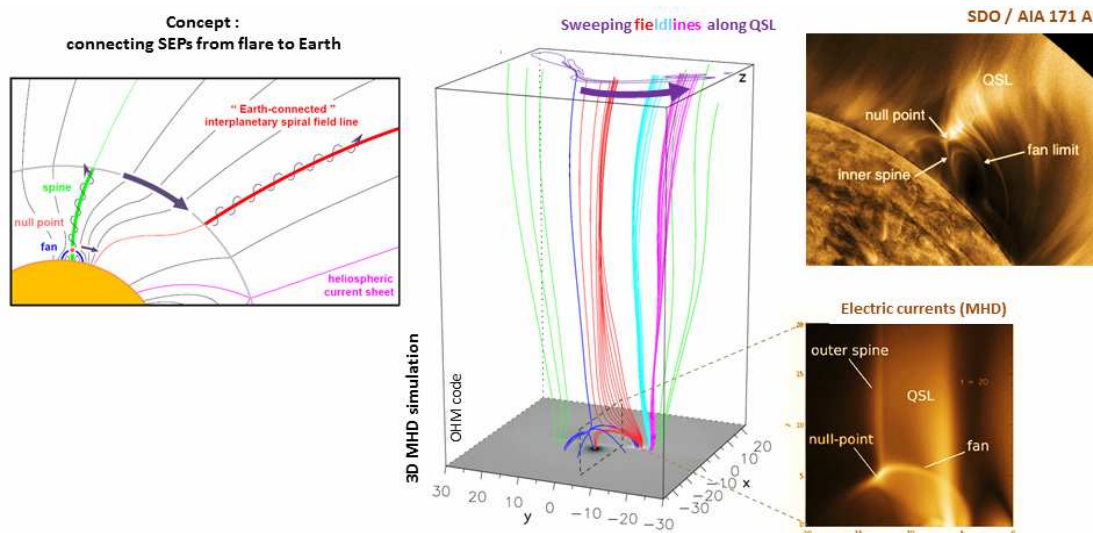 Concept :
connecting SEPs from flare to Earth
" Earth-connected "
interplanetary spiral field line
spine
null point
fan
heliospheric
current sheet
Sweeping fieldlines along QSL
z
3D MHD simulation
OHM code
20
10
0
-10
-20
-30
x
30
20
10
0
-10
-20
-30
y
SDO / AIA 171 A
QSL
null point
fan limit
inner spine
Electric currents (MHD)
outer spine
t = 20
QSL
null-point
fan
20
15
10
5
0